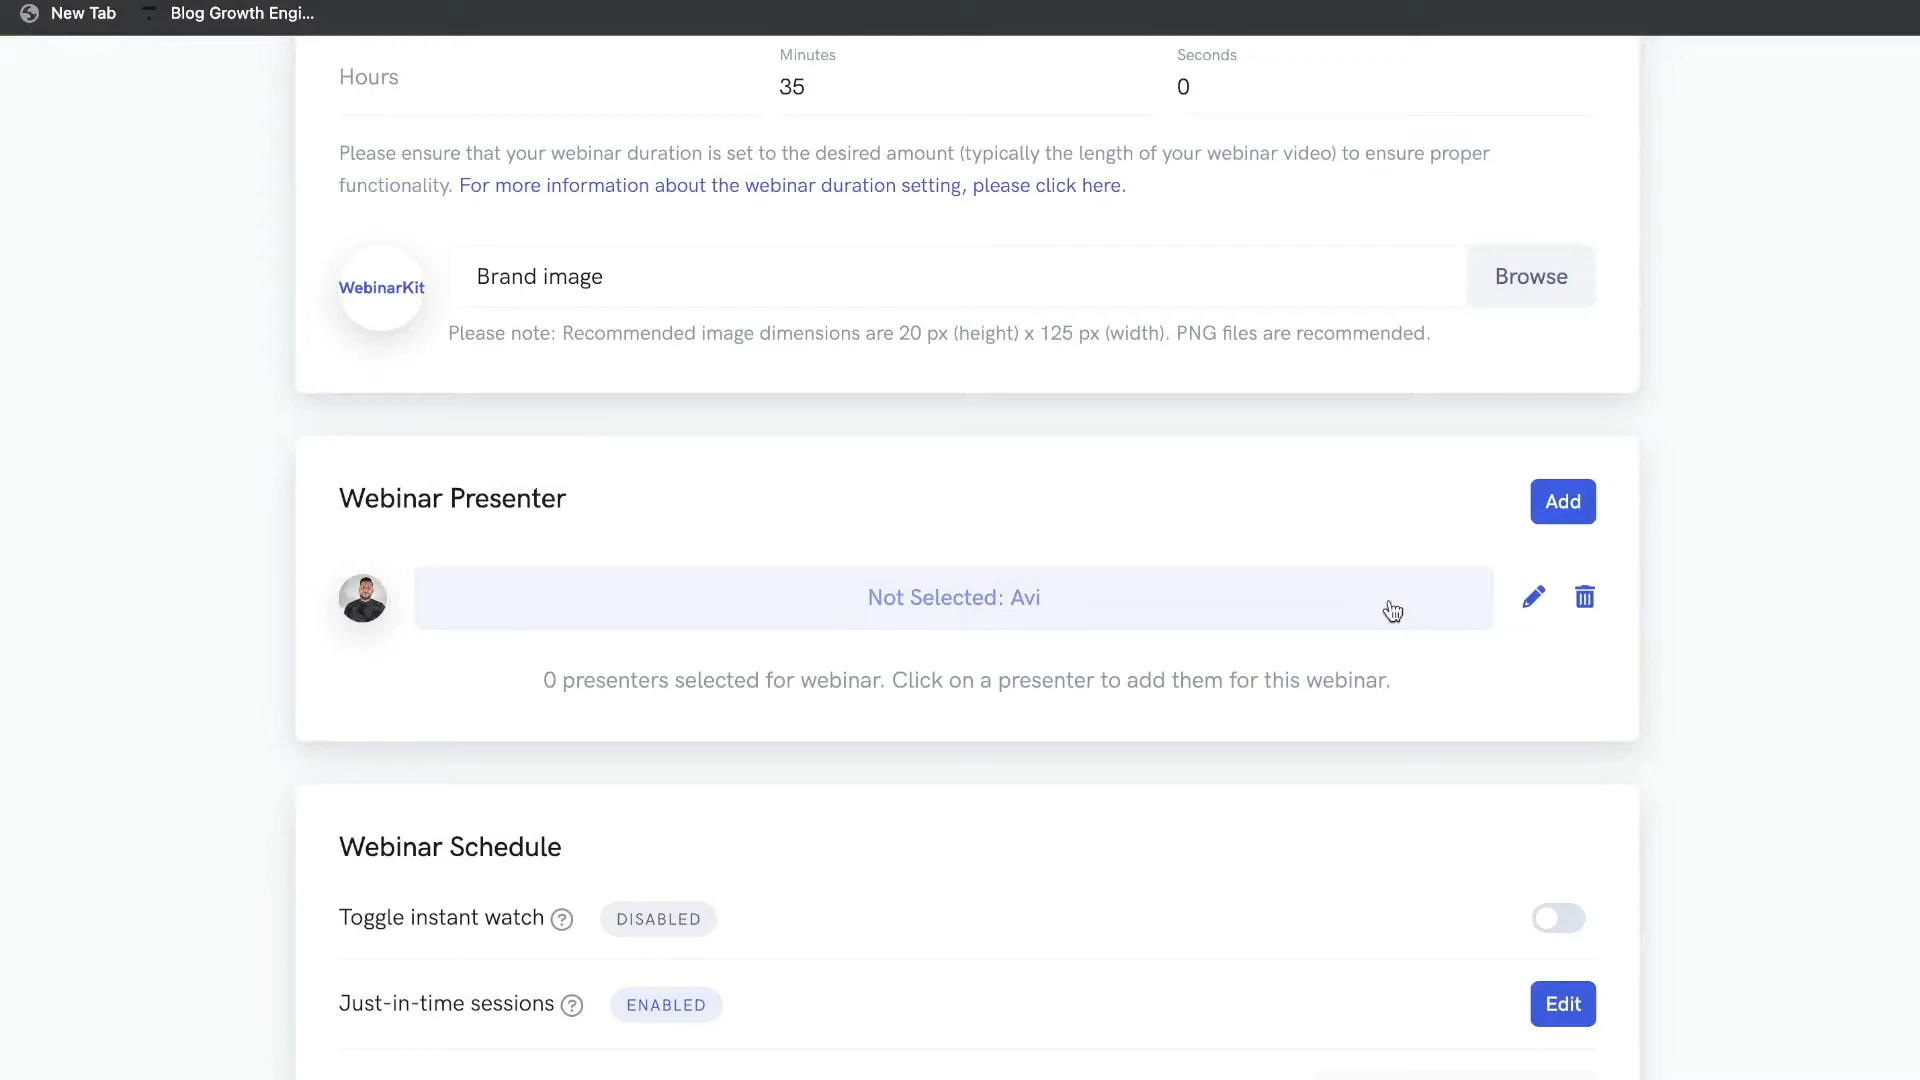 New Tab
Blog Growth Engi...
Hours
Minutes
35
Seconds
0
Please ensure that your webinar duration is set to the desired amount (typically the length of your webinar video) to ensure proper
functionality. For more information about the webinar duration setting, please click here.
WebinarKit
Brand image
Browse
Please note: Recommended image dimensions are 20 px (height) x 125 px (width). PNG files are recommended.
Webinar Presenter
Add
Not Selected: Avi
0 presenters selected for webinar. Click on a presenter to add them for this webinar.
Webinar Schedule
Toggle instant watch ? DISABLED
Just-in-time sessions ? ENABLED
Edit